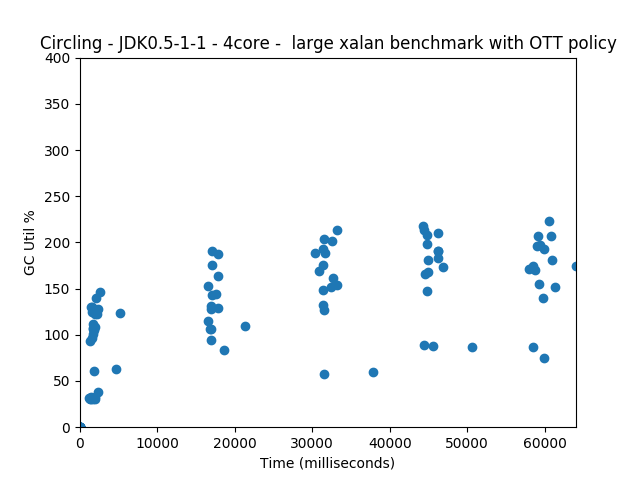 Circling - JDK0.5-1-1 - 4core -  large xalan benchmark with OTT policy
400
350
300
250
200
150
100
50
0
GC Util %
0 10000 20000 30000 40000 50000 60000
Time (milliseconds)